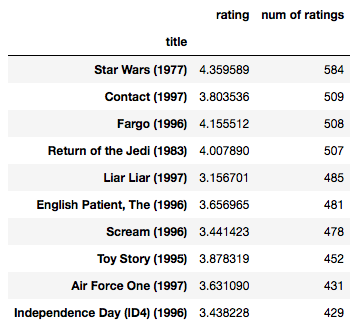 rating num of ratings
title
Star Wars (1977) 4.359589 584
Contact (1997) 3.803536 509
Fargo (1996) 4.155512 508
Return of the Jedi (1983) 4.007890 507
Liar Liar (1997) 3.156701 485
English Patient, The (1996) 3.656965 481
Scream (1996) 3.441423 478
Toy Story (1995) 3.878319 452
Air Force One (1997) 3.631090 431
Independence Day (ID4) (1996) 3.438228 429